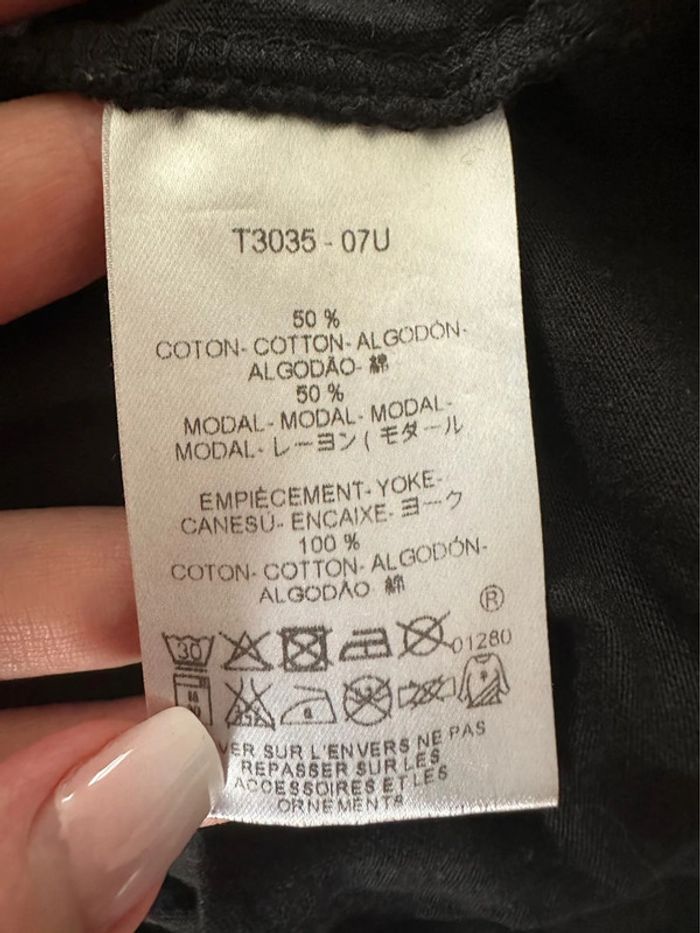 T3035 - 07U
50 %
COTON- COTTON- ALGODÓN-
ALGODÃO- 綿
50 %
MODAL- MODAL- MODAL-
MODAL- レーヨン ( モダール
EMPIÈCEMENT- YOKE-
CANESÚ- ENCAIXE- ヨーク
100 %
COTON- COTTON- ALGODÓN-
ALGODÃO 綿
®
30
01280
VER SUR L'ENVERS NE PAS
REPASSER SUR LES
ACCESSOIRES ET LES
ORNEMENTS